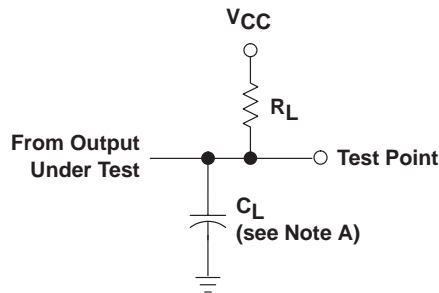 VCC
RL
From Output
Under Test
Test Point
CL
(see Note A)